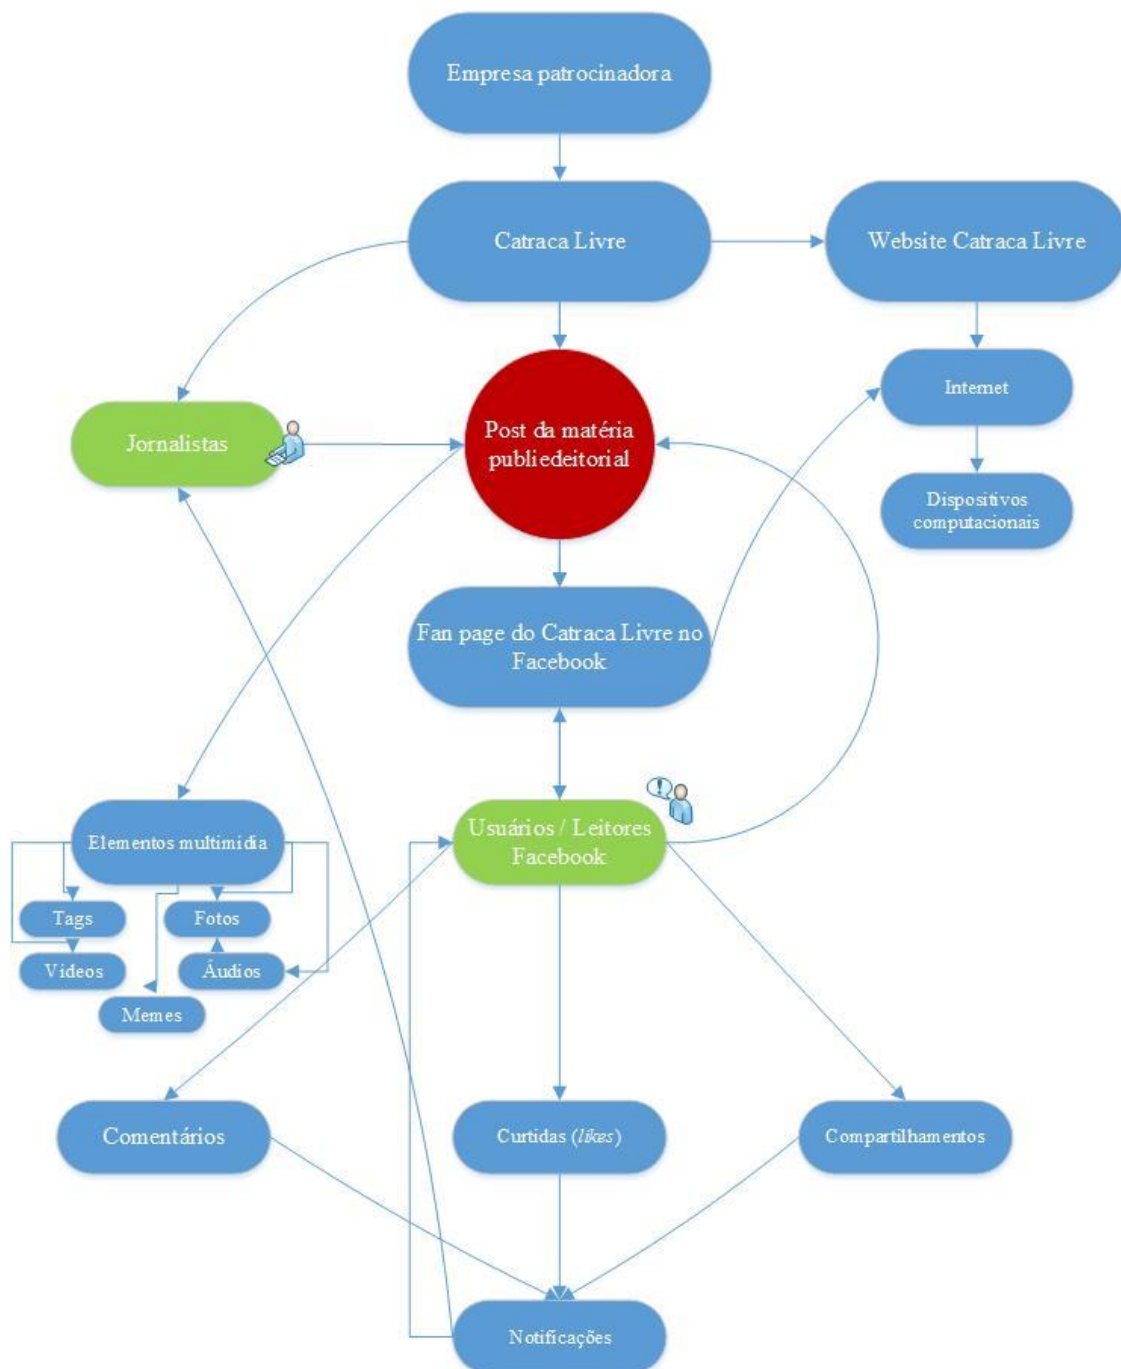 Empresa patrocinadora
Catraca Livre
Website Catraca Livre
Internet
Jornalistas
Post da matéria
publiedeitorial
Dispositivos
computacionais
Fan page do Catraca Livre no
Facebook
Elementos multimídia
Usuários / Leitores
Facebook
Tags
Fotos
Vídeos
Áudios
Memes
Comentários
Curtidas (likes)
Compartilhamentos
Notificações